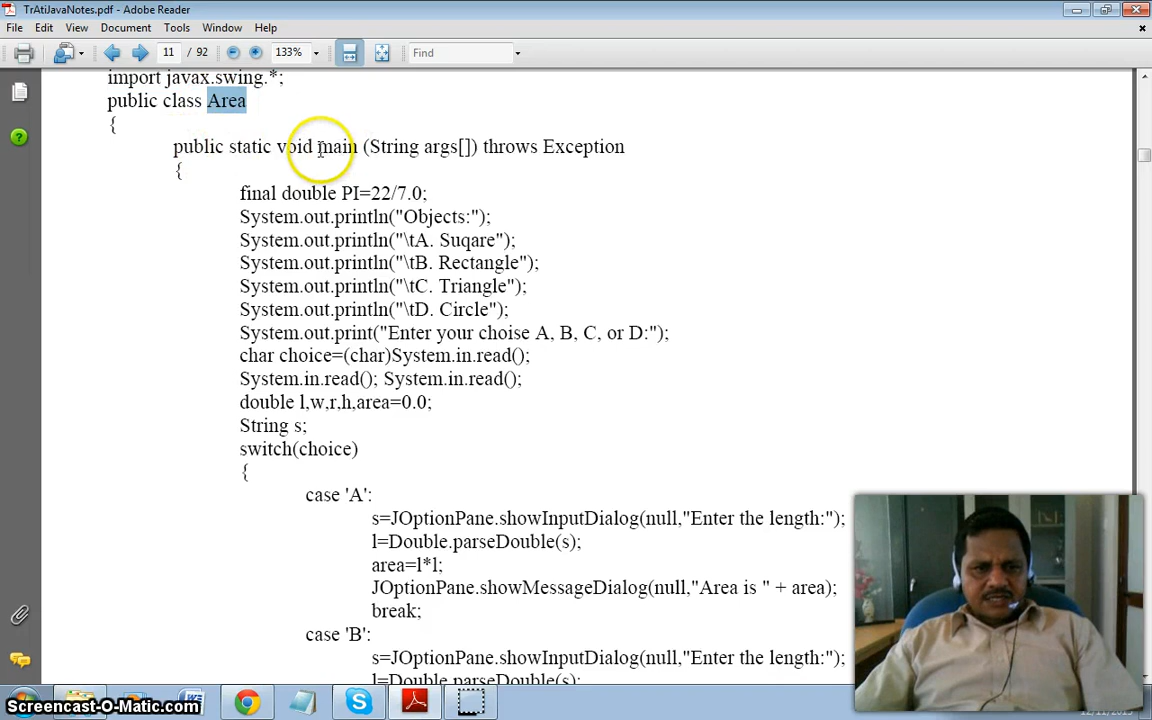 TrAtiJavaNotes.pdf - Adobe Reader
File Edit View Document Tools Window Help
11 / 92 133% Find
import javax.swing.*;
public class Area
{
public static void main (String args[]) throws Exception
{
final double PI=22/7.0;
System.out.println("Objects:");
System.out.println("\tA. Suqare");
System.out.println("\tB. Rectangle");
System.out.println("\tC. Triangle");
System.out.println("\tD. Circle");
System.out.print("Enter your choise A, B, C, or D:");
char choice=(char)System.in.read();
System.in.read(); System.in.read();
double l,w,r,h,area=0.0;
String s;
switch(choice)
{
case 'A':
s=JOptionPane.showInputDialog(null,"Enter the length:");
l=Double.parseDouble(s);
area=l*l;
JOptionPane.showMessageDialog(null,"Area is " + area);
break;
case 'B':
s=JOptionPane.showInputDialog(null,"Enter the length:");
l=Double.parseDouble(s);
Screencast-O-Matic.com